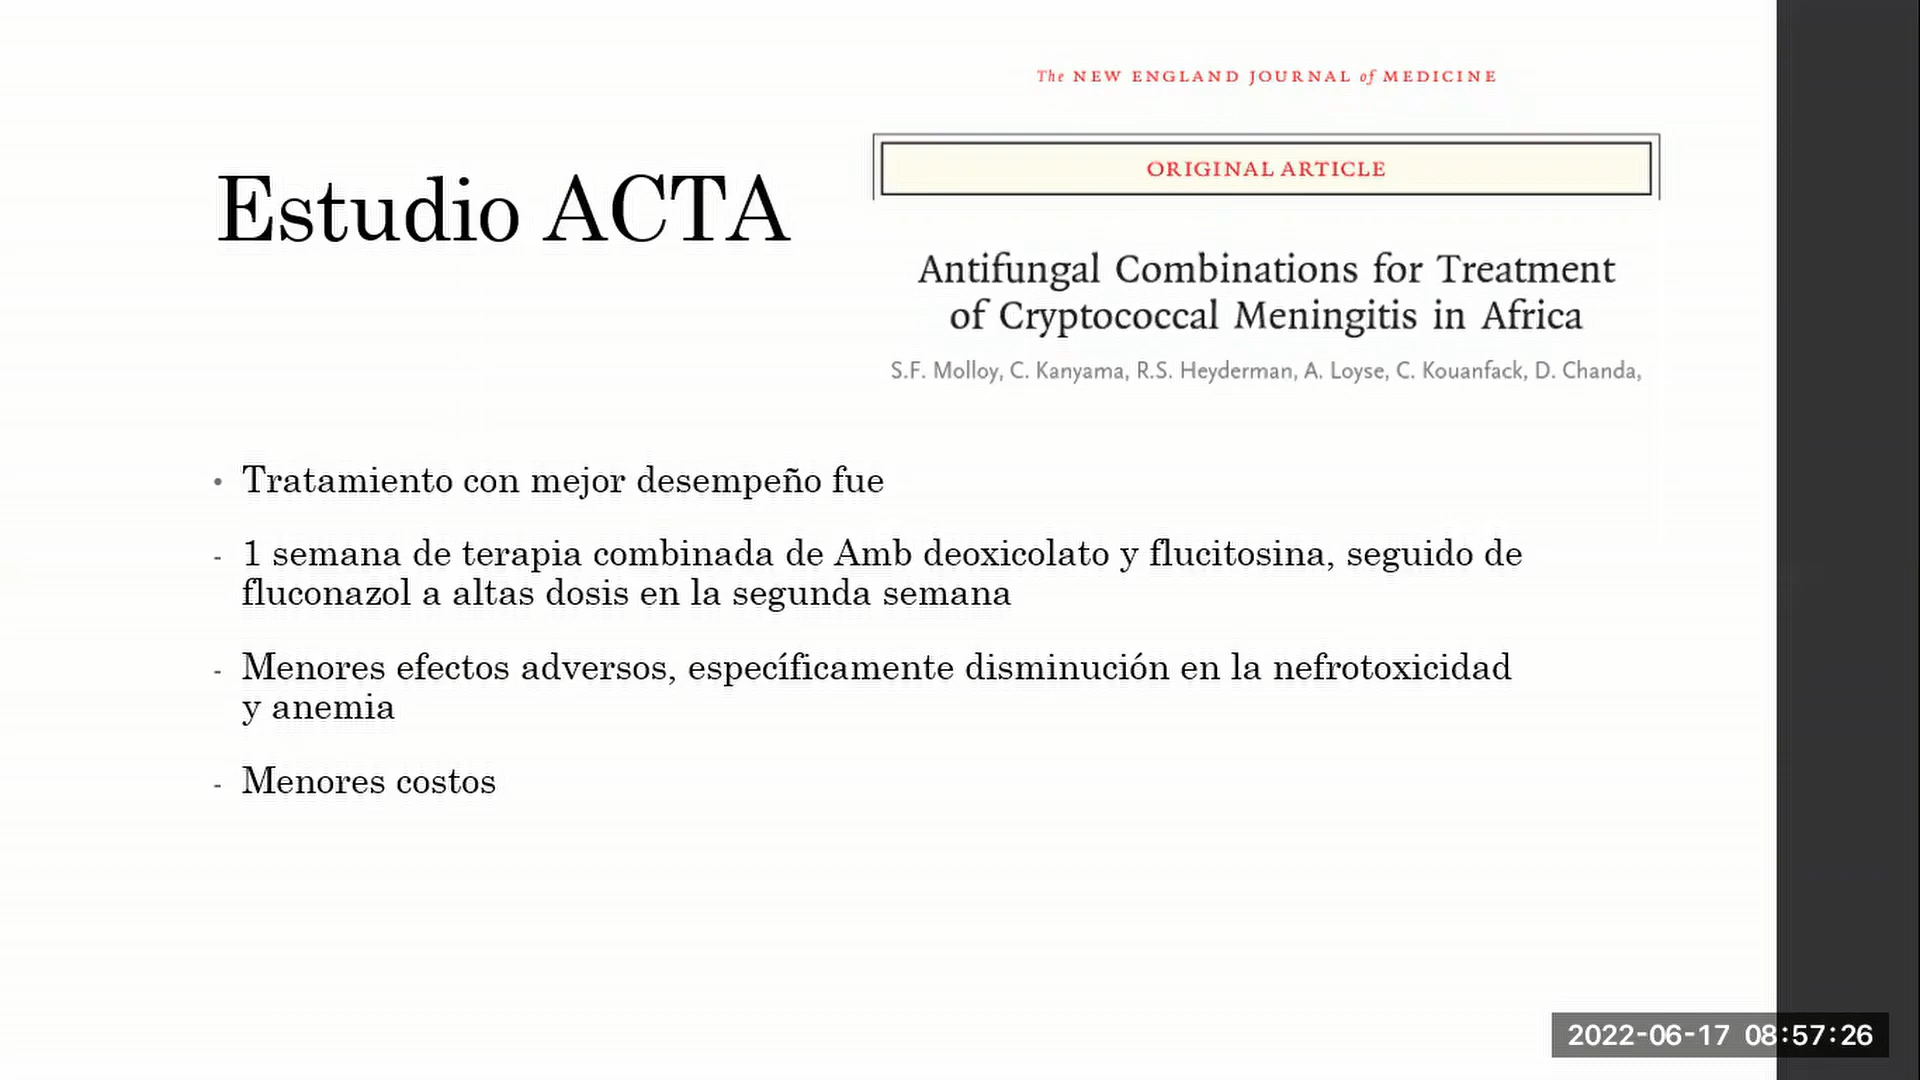 The NEW ENGLAND JOURNAL of MEDICINE
ORIGINAL ARTICLE
Estudio ACTA
Antifungal Combinations for Treatment
of Cryptococcal Meningitis in Africa
S.F. Molloy, C. Kanyama, R.S. Heyderman, A. Loyse, C. Kouanfack, D. Chanda,
• Tratamiento con mejor desempeño fue
- 1 semana de terapia combinada de Amb deoxicolato y flucitosina, seguido de
fluconazol a altas dosis en la segunda semana
- Menores efectos adversos, específicamente disminución en la nefrotoxicidad
y anemia
- Menores costos
2022-06-17 08:57:26